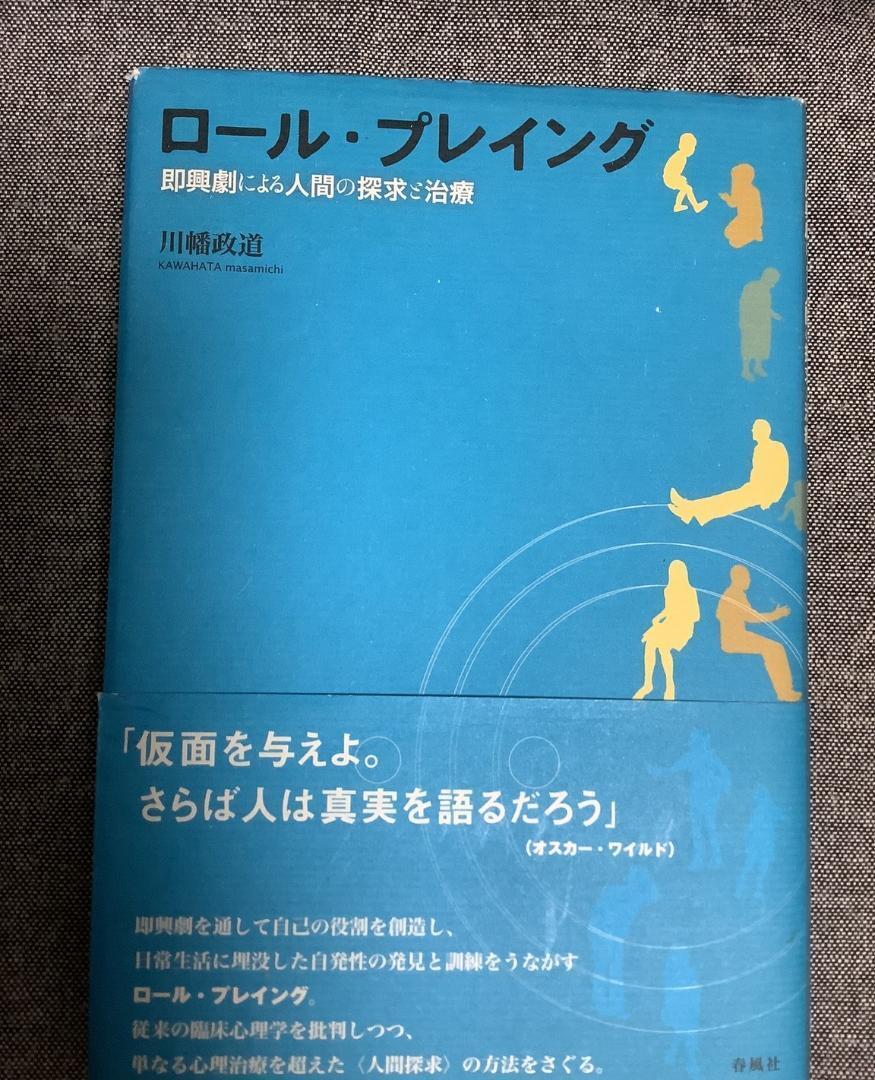 ロール・プレイング
即興劇による人間の探求と治療
川幡政道
KAWAHATA masamichi
「仮面を与えよ。
さらば人は真実を語るだろう」
(オスカー・ワイルド)
即興劇を通して自己の役割を創造し、
日常生活に埋没した自発性の発見と訓練をうながす
ロール・プレイング。
従来の臨床心理学を批判しつつ、
単なる心理治療を超えた〈人間探求〉の方法をさぐる。
春風社